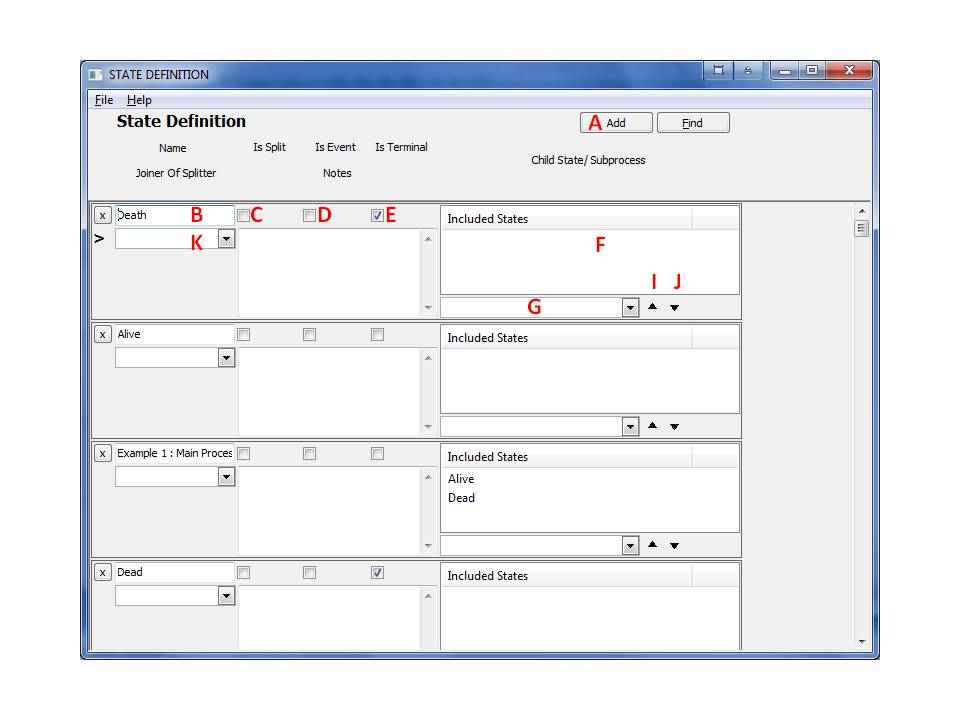 STATE DEFINITION
File Help
State Definition
A Add Find
Name Is Split Is Event Is Terminal
Child State/ Subprocess
Joiner Of Splitter Notes
x Death B C D E Included States
> K F
I J
G
x Alive Included States
x Example 1 : Main Proces Included States
Alive
Dead
x Dead Included States